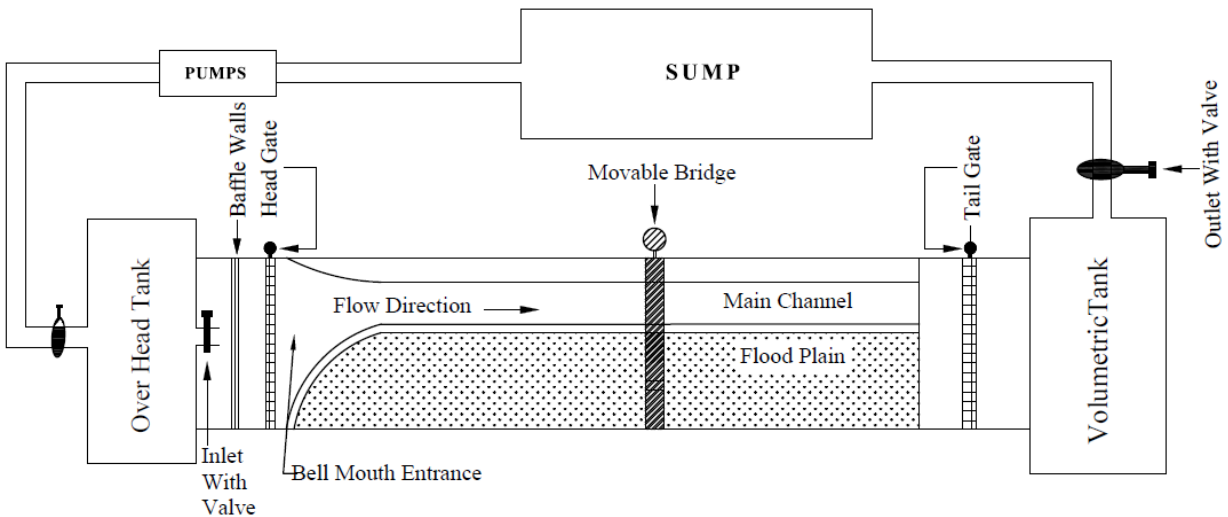 PUMPS
SUMP
Baffle Walls
Head Gate
Movable Bridge
Tail Gate
Outlet With Valve
Over Head Tank
Flow Direction
Main Channel
Flood Plain
VolumetricTank
Inlet
With
Valve
Bell Mouth Entrance